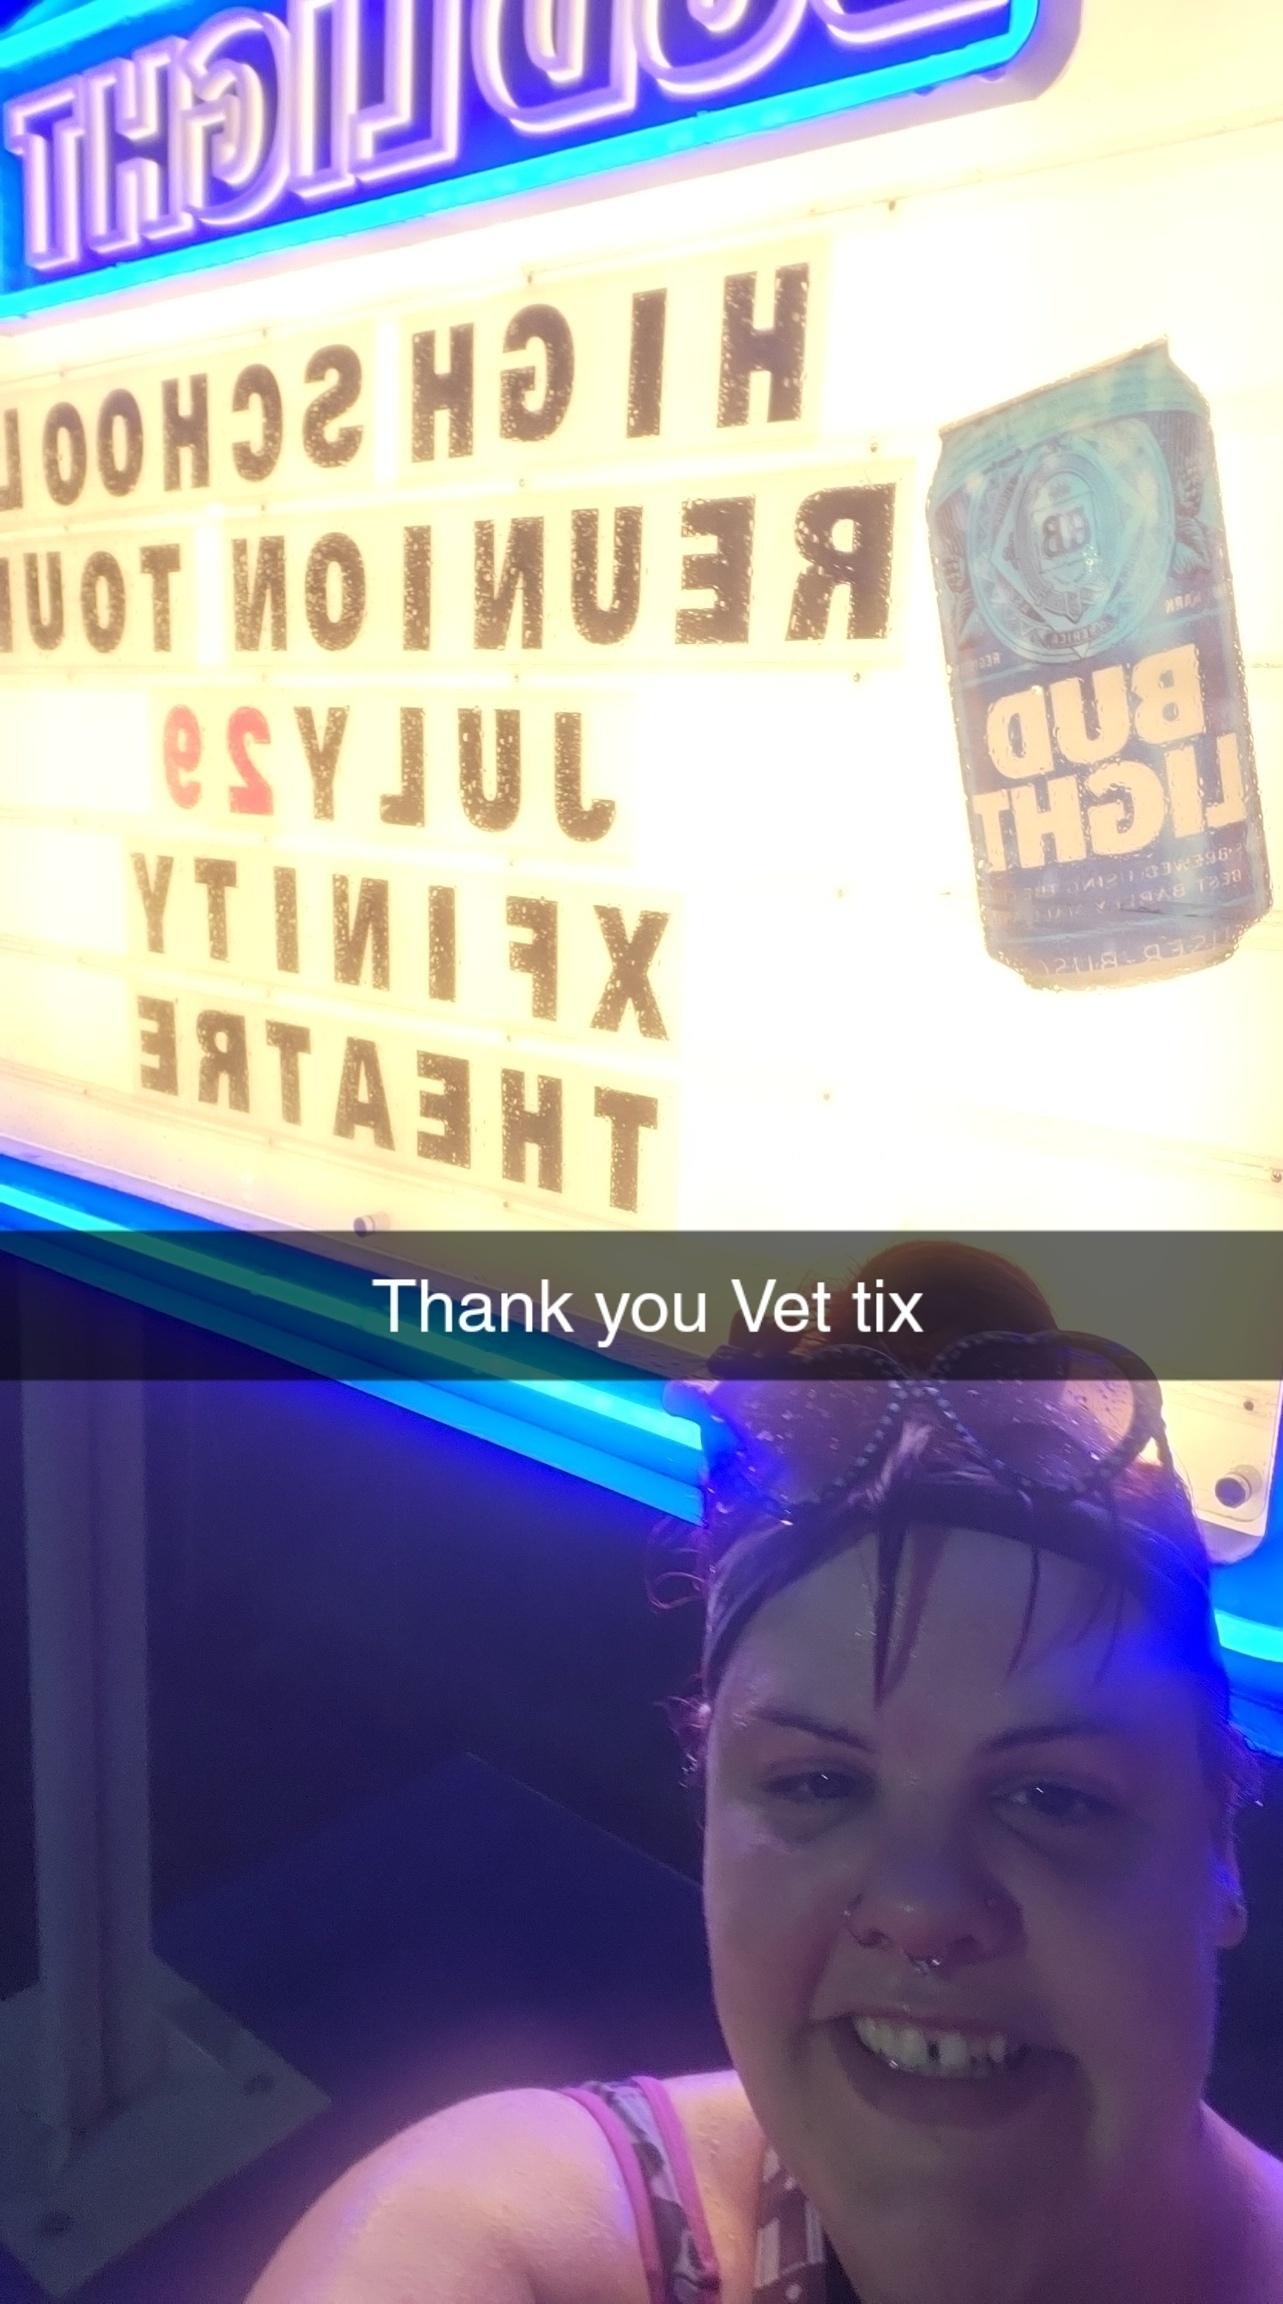 BUD LIGHT
HIGH SCHOOL
REUNION TOUR
JULY 29
XFINITY
THEATRE
BUD
LIGHT
Thank you Vet tix